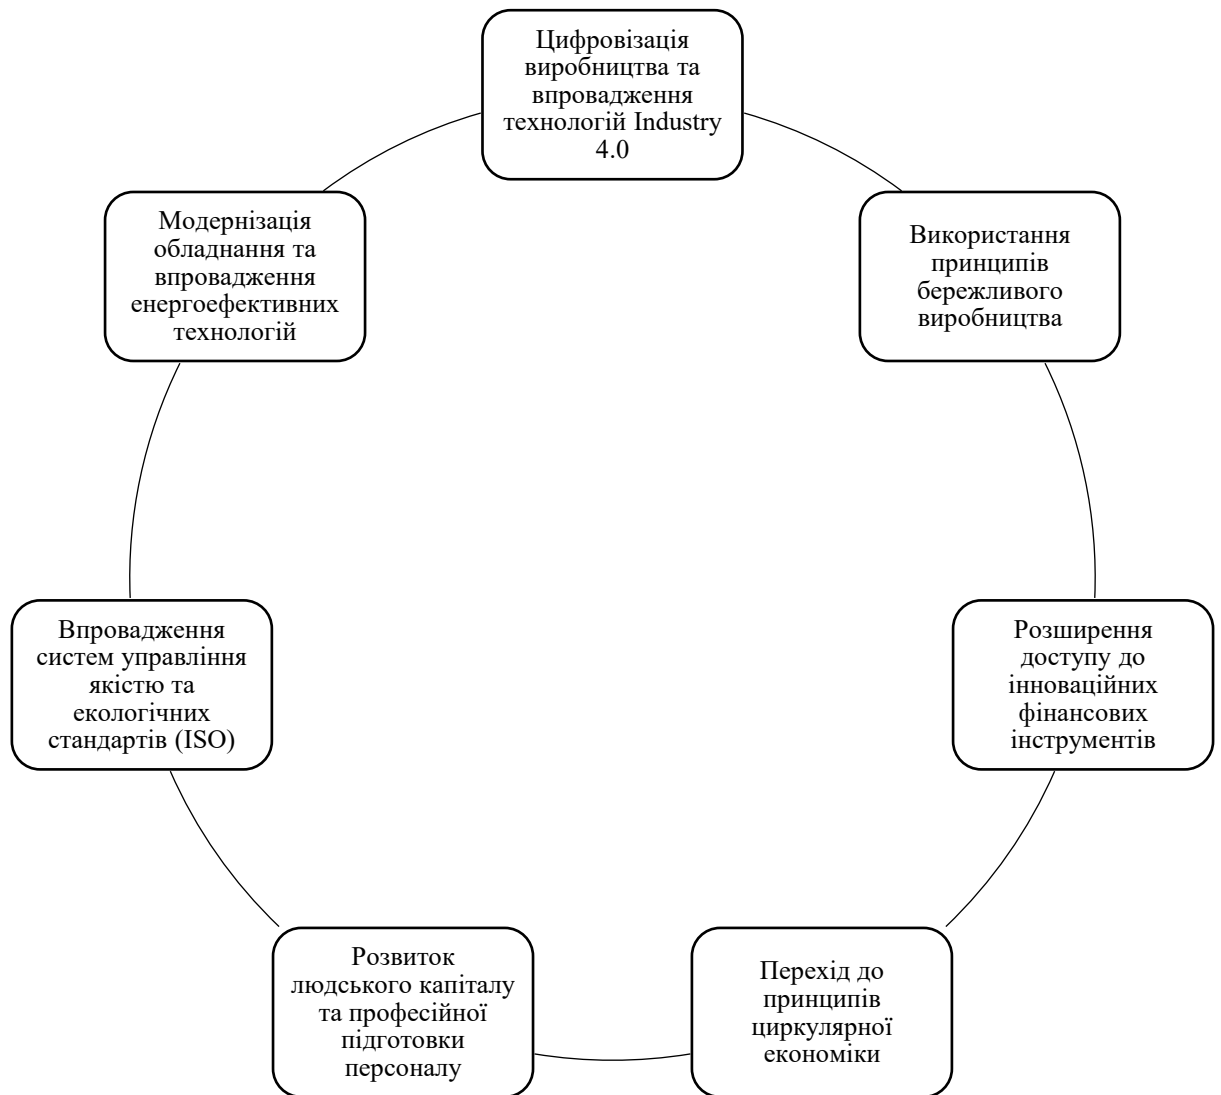 Цифровізація
виробництва та
впровадження
технологій Industry
4.0
Використання
принципів
бережливого
виробництва
Розширення
доступу до
інноваційних
фінансових
інструментів
Перехід до
принципів
циркулярної
економіки
Розвиток
людського капіталу
та професійної
підготовки
персоналу
Впровадження
систем управління
якістю та
екологічних
стандартів (ISO)
Модернізація
обладнання та
впровадження
енергоефективних
технологій